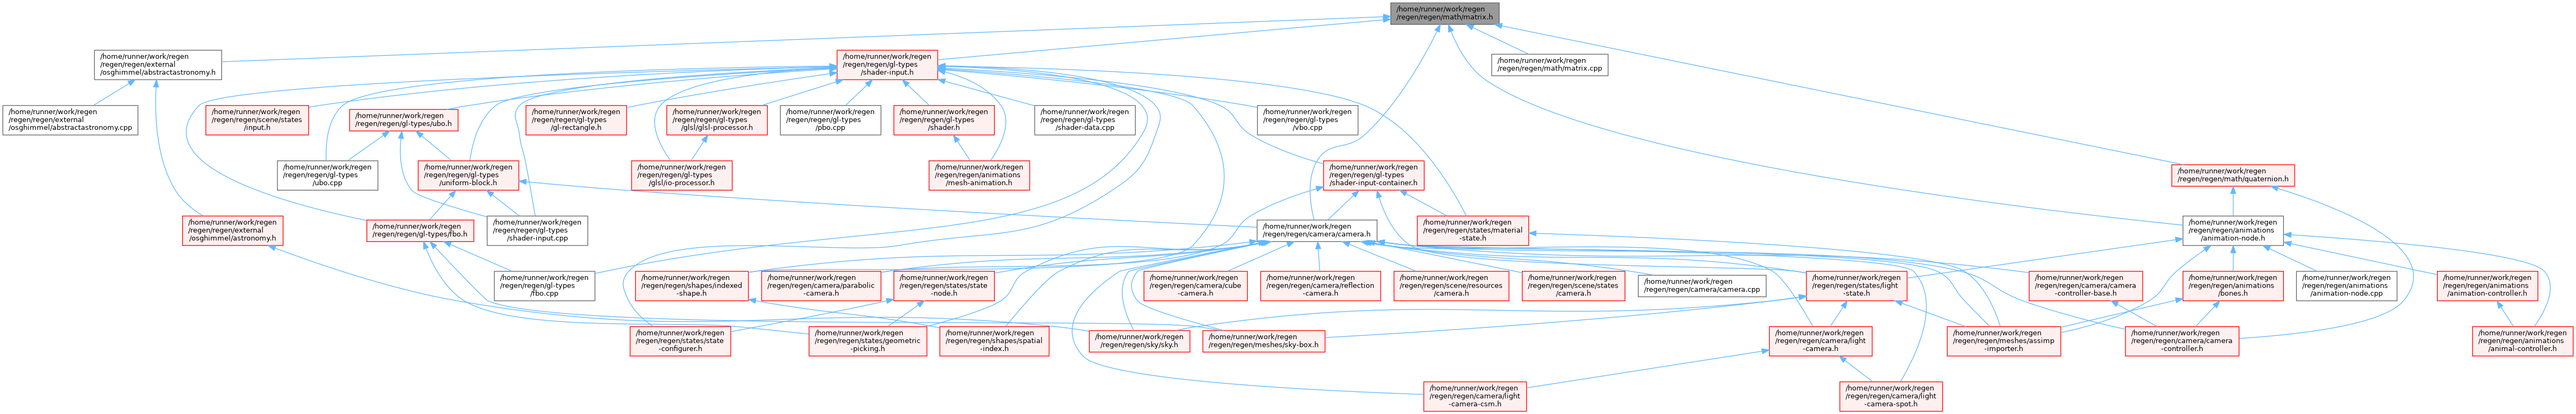 /home/runner/work/regen
/regen/regen/math/matrix.h
/home/runner/work/regen
/regen/regen/external
/osghimmel/abstractastronomy.h
/home/runner/work/regen
/regen/regen/gl-types
/shader-input.h
/home/runner/work/regen
/regen/regen/math/matrix.cpp
/home/runner/work/regen
/regen/regen/external
/osghimmel/abstractastronomy.cpp
/home/runner/work/regen
/regen/regen/scene/states
/input.h
/home/runner/work/regen
/regen/regen/gl-types/ubo.h
/home/runner/work/regen
/regen/regen/gl-types
/gl-rectangle.h
/home/runner/work/regen
/regen/regen/gl-types
/glsl/glsl-processor.h
/home/runner/work/regen
/regen/regen/gl-types
/pbo.cpp
/home/runner/work/regen
/regen/regen/gl-types
/shader.h
/home/runner/work/regen
/regen/regen/gl-types
/shader-data.cpp
/home/runner/work/regen
/regen/regen/gl-types
/vbo.cpp
/home/runner/work/regen
/regen/regen/gl-types
/ubo.cpp
/home/runner/work/regen
/regen/regen/gl-types
/uniform-block.h
/home/runner/work/regen
/regen/regen/gl-types
/glsl/io-processor.h
/home/runner/work/regen
/regen/regen/animations
/mesh-animation.h
/home/runner/work/regen
/regen/regen/gl-types
/shader-input-container.h
/home/runner/work/regen
/regen/regen/math/quaternion.h
/home/runner/work/regen
/regen/regen/external
/osghimmel/astronomy.h
/home/runner/work/regen
/regen/regen/gl-types/fbo.h
/home/runner/work/regen
/regen/regen/gl-types
/shader-input.cpp
/home/runner/work/regen
/regen/regen/camera/camera.h
/home/runner/work/regen
/regen/regen/states/material
-state.h
/home/runner/work/regen
/regen/regen/animations
/animation-node.h
/home/runner/work/regen
/regen/regen/gl-types
/fbo.cpp
/home/runner/work/regen
/regen/regen/shapes/indexed
-shape.h
/home/runner/work/regen
/regen/regen/camera/parabolic
-camera.h
/home/runner/work/regen
/regen/regen/states/state
-node.h
/home/runner/work/regen
/regen/regen/camera/cube
-camera.h
/home/runner/work/regen
/regen/regen/camera/reflection
-camera.h
/home/runner/work/regen
/regen/regen/scene/resources
/camera.h
/home/runner/work/regen
/regen/regen/scene/states
/camera.h
/home/runner/work/regen
/regen/regen/camera/camera.cpp
/home/runner/work/regen
/regen/regen/states/light
-state.h
/home/runner/work/regen
/regen/regen/camera/camera
-controller-base.h
/home/runner/work/regen
/regen/regen/animations
/bones.h
/home/runner/work/regen
/regen/regen/animations
/animation-node.cpp
/home/runner/work/regen
/regen/regen/animations
/animation-controller.h
/home/runner/work/regen
/regen/regen/states/state
-configurer.h
/home/runner/work/regen
/regen/regen/states/geometric
-picking.h
/home/runner/work/regen
/regen/regen/shapes/spatial
-index.h
/home/runner/work/regen
/regen/regen/sky/sky.h
/home/runner/work/regen
/regen/regen/meshes/sky-box.h
/home/runner/work/regen
/regen/regen/camera/light
-camera.h
/home/runner/work/regen
/regen/regen/meshes/assimp
-importer.h
/home/runner/work/regen
/regen/regen/camera/camera
-controller.h
/home/runner/work/regen
/regen/regen/animations
/animal-controller.h
/home/runner/work/regen
/regen/regen/camera/light
-camera-csm.h
/home/runner/work/regen
/regen/regen/camera/light
-camera-spot.h